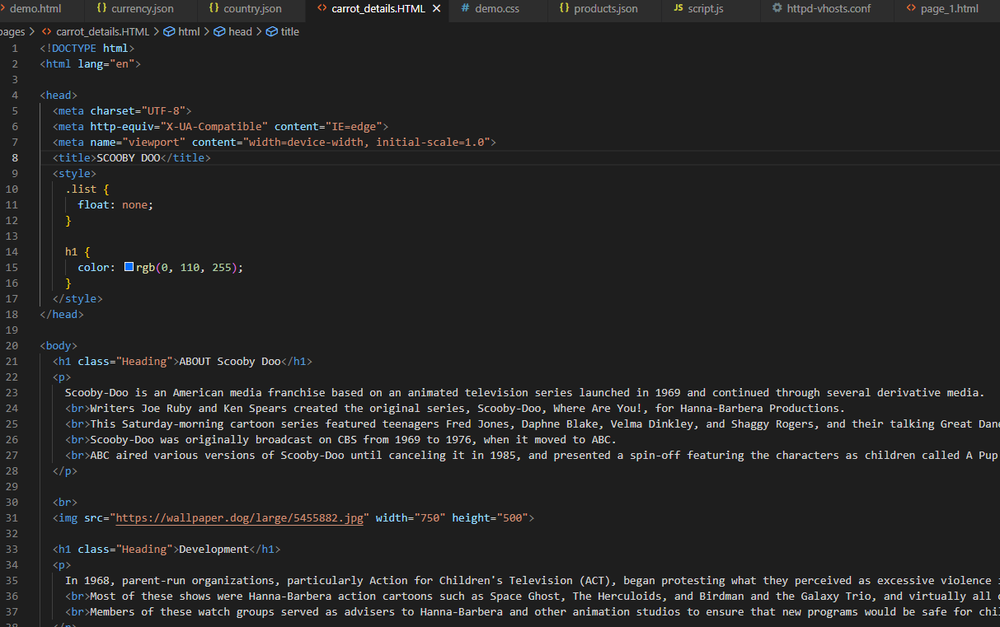 demo.html {} currency.json {} country.json <> carrot_details.HTML × # demo.css {} products.json JS script.js httpd-vhosts.conf <> page_1.html
pages > <> carrot_details.HTML > html > head > title
1 <!DOCTYPE html>
2 <html lang="en">
3
4 <head>
5 <meta charset="UTF-8">
6 <meta http-equiv="X-UA-Compatible" content="IE=edge">
7 <meta name="viewport" content="width=device-width, initial-scale=1.0">
8 <title>SCOOBY DOO</title>
9 <style>
10 .list {
11 float: none;
12 }
13
14 h1 {
15 color: rgb(0, 110, 255);
16 }
17 </style>
18 </head>
19
20 <body>
21 <h1 class="Heading">ABOUT Scooby Doo</h1>
22 <p>
23 Scooby-Doo is an American media franchise based on an animated television series launched in 1969 and continued through several derivative media.
24 <br>Writers Joe Ruby and Ken Spears created the original series, Scooby-Doo, Where Are You!, for Hanna-Barbera Productions.
25 <br>This Saturday-morning cartoon series featured teenagers Fred Jones, Daphne Blake, Velma Dinkley, and Shaggy Rogers, and their talking Great Dane
26 <br>Scooby-Doo was originally broadcast on CBS from 1969 to 1976, when it moved to ABC.
27 <br>ABC aired various versions of Scooby-Doo until canceling it in 1985, and presented a spin-off featuring the characters as children called A Pup
28 </p>
29
30 <br>
31 <img src="https://wallpaper.dog/large/5455882.jpg" width="750" height="500">
32
33 <h1 class="Heading">Development</h1>
34 <p>
35 In 1968, parent-run organizations, particularly Action for Children's Television (ACT), began protesting what they perceived as excessive violence
36 <br>Most of these shows were Hanna-Barbera action cartoons such as Space Ghost, The Herculoids, and Birdman and the Galaxy Trio, and virtually all
37 <br>Members of these watch groups served as advisers to Hanna-Barbera and other animation studios to ensure that new programs would be safe for
38 </p>